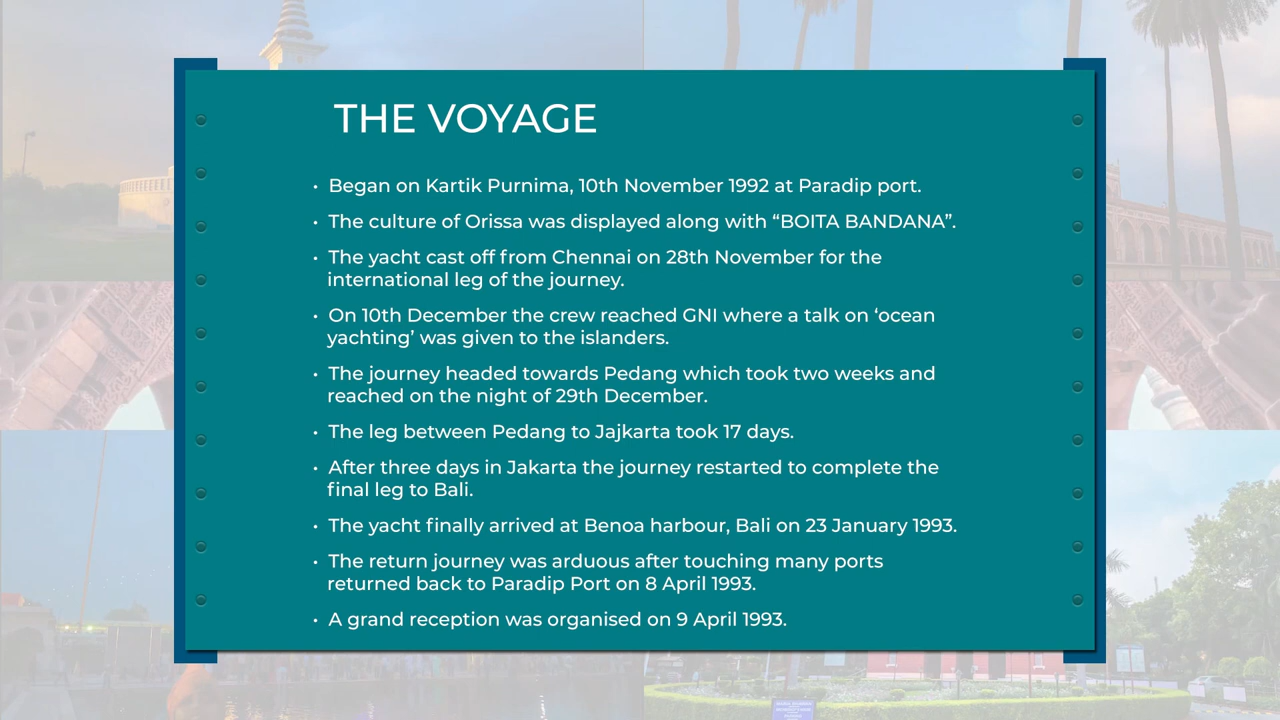 THE VOYAGE
• Began on Kartik Purnima, 10th November 1992 at Paradip port.
• The culture of Orissa was displayed along with “BOITA BANDANA”.
• The yacht cast off from Chennai on 28th November for the
international leg of the journey.
• On 10th December the crew reached GNI where a talk on ‘ocean
yachting’ was given to the islanders.
• The journey headed towards Pedang which took two weeks and
reached on the night of 29th December.
• The leg between Pedang to Jajkarta took 17 days.
• After three days in Jakarta the journey restarted to complete the
final leg to Bali.
• The yacht finally arrived at Benoa harbour, Bali on 23 January 1993.
• The return journey was arduous after touching many ports
returned back to Paradip Port on 8 April 1993.
• A grand reception was organised on 9 April 1993.